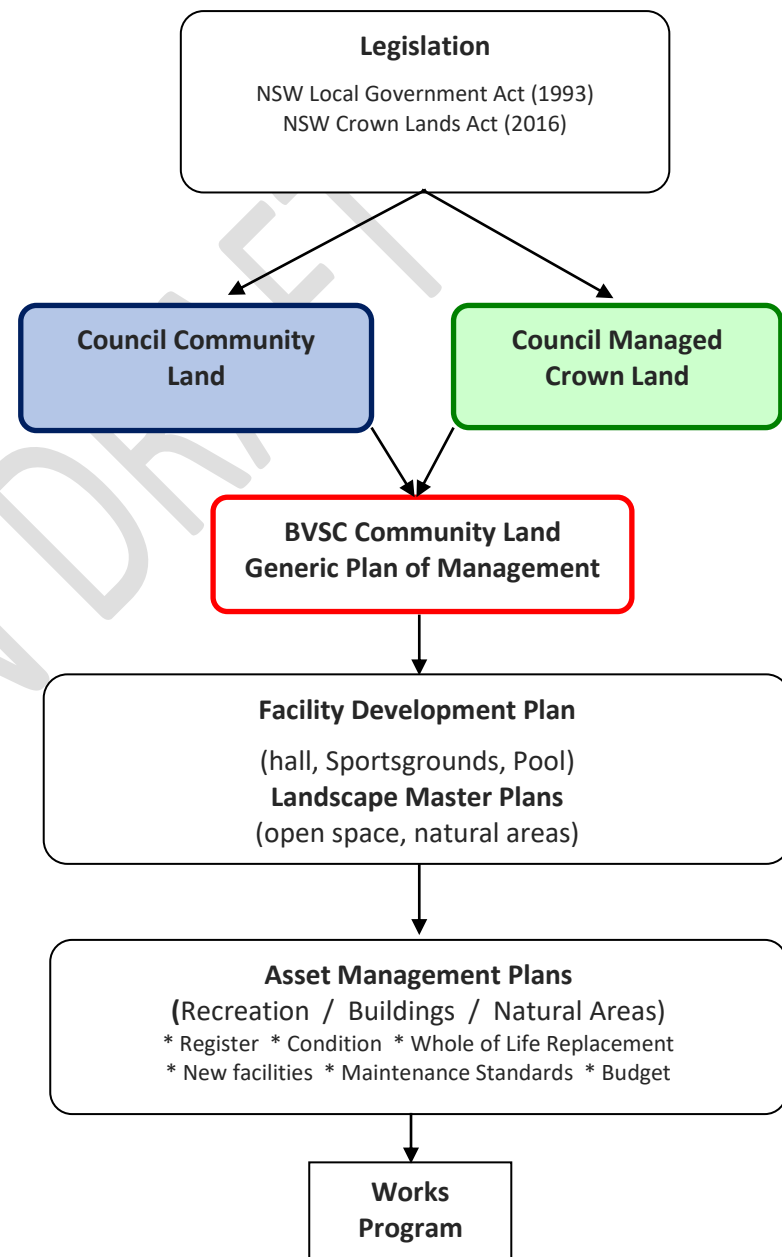 Legislation
NSW Local Government Act (1993)
NSW Crown Lands Act (2016)
Council Community
Land
Council Managed
Crown Land
BVSC Community Land
Generic Plan of Management
Facility Development Plan
(hall, Sportsgrounds, Pool)
Landscape Master Plans
(open space, natural areas)
Asset Management Plans
(Recreation / Buildings / Natural Areas)
* Register * Condition * Whole of Life Replacement
* New facilities * Maintenance Standards * Budget
Works
Program
DRAFT